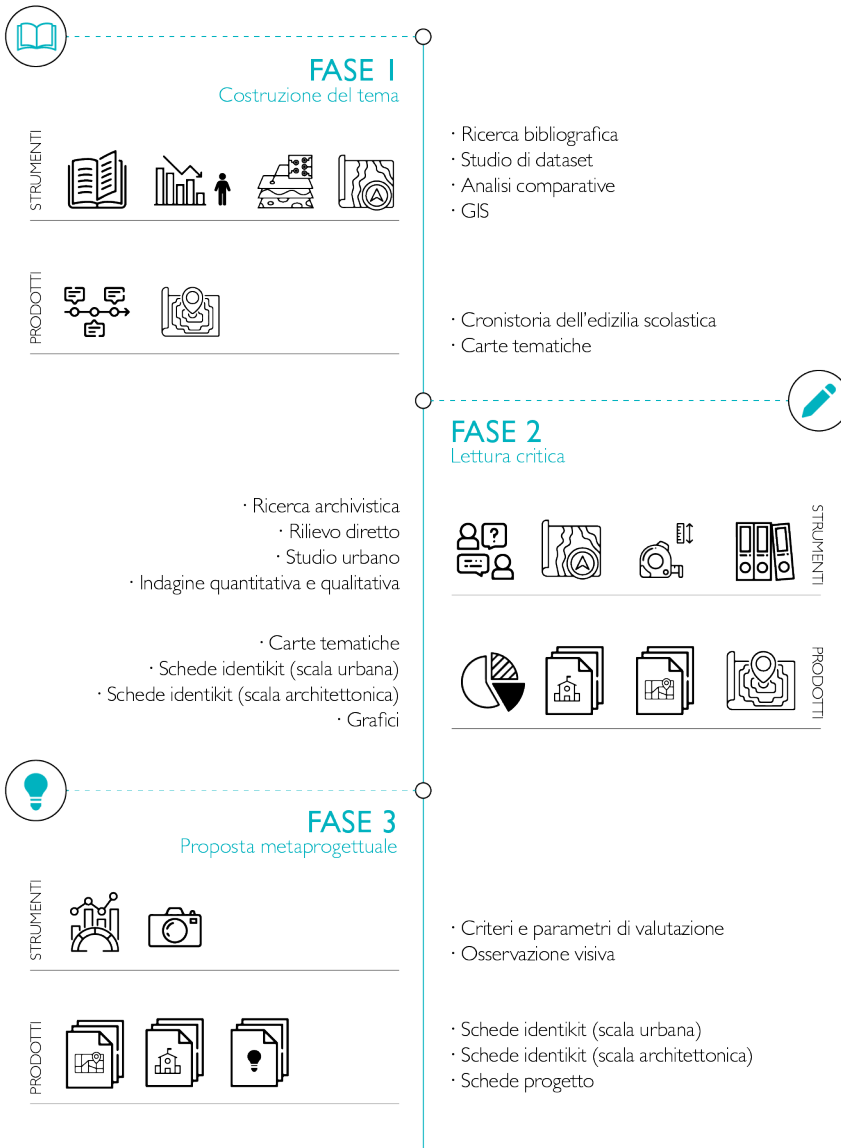 FASE 1
Costruzione del tema
STRUMENTI
· Ricerca bibliografica
· Studio di dataset
· Analisi comparative
· GIS
PRODOTTI
· Cronistoria dell'edizilia scolastica
· Carte tematiche
FASE 2
Lettura critica
· Ricerca archivistica
· Rilievo diretto
· Studio urbano
· Indagine quantitativa e qualitativa
STRUMENTI
· Carte tematiche
· Schede identikit (scala urbana)
· Schede identikit (scala architettonica)
· Grafici
PRODOTTI
FASE 3
Proposta metaprogettuale
STRUMENTI
· Criteri e parametri di valutazione
· Osservazione visiva
PRODOTTI
· Schede identikit (scala urbana)
· Schede identikit (scala architettonica)
· Schede progetto